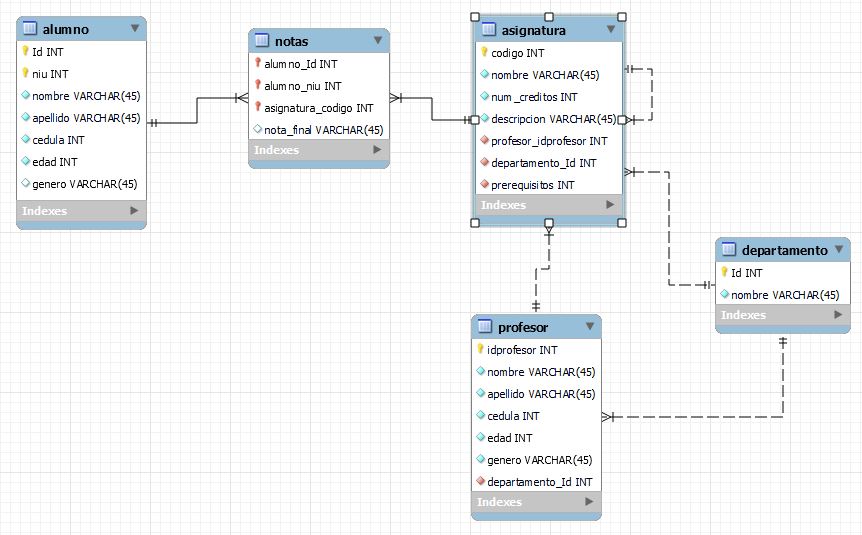 alumno
Id INT
niu INT
nombre VARCHAR(45)
apellido VARCHAR(45)
cedula INT
edad INT
genero VARCHAR(45)
Indexes
notas
alumno_Id INT
alumno_niu INT
asignatura_codigo INT
nota_final VARCHAR(45)
Indexes
asignatura
codigo INT
nombre VARCHAR(45)
num_creditos INT
descripcion VARCHAR(45)
profesor_idprofesor INT
departamento_Id INT
prerequisitos INT
Indexes
departamento
Id INT
nombre VARCHAR(45)
Indexes
profesor
idprofesor INT
nombre VARCHAR(45)
apellido VARCHAR(45)
cedula INT
edad INT
genero VARCHAR(45)
departamento_Id INT
Indexes